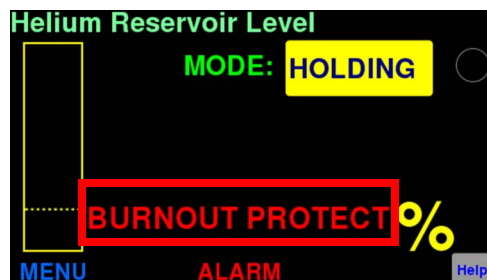 Helium Reservoir Level
MODE: HOLDING
BURNOUT PROTECT %
MENU ALARM Help